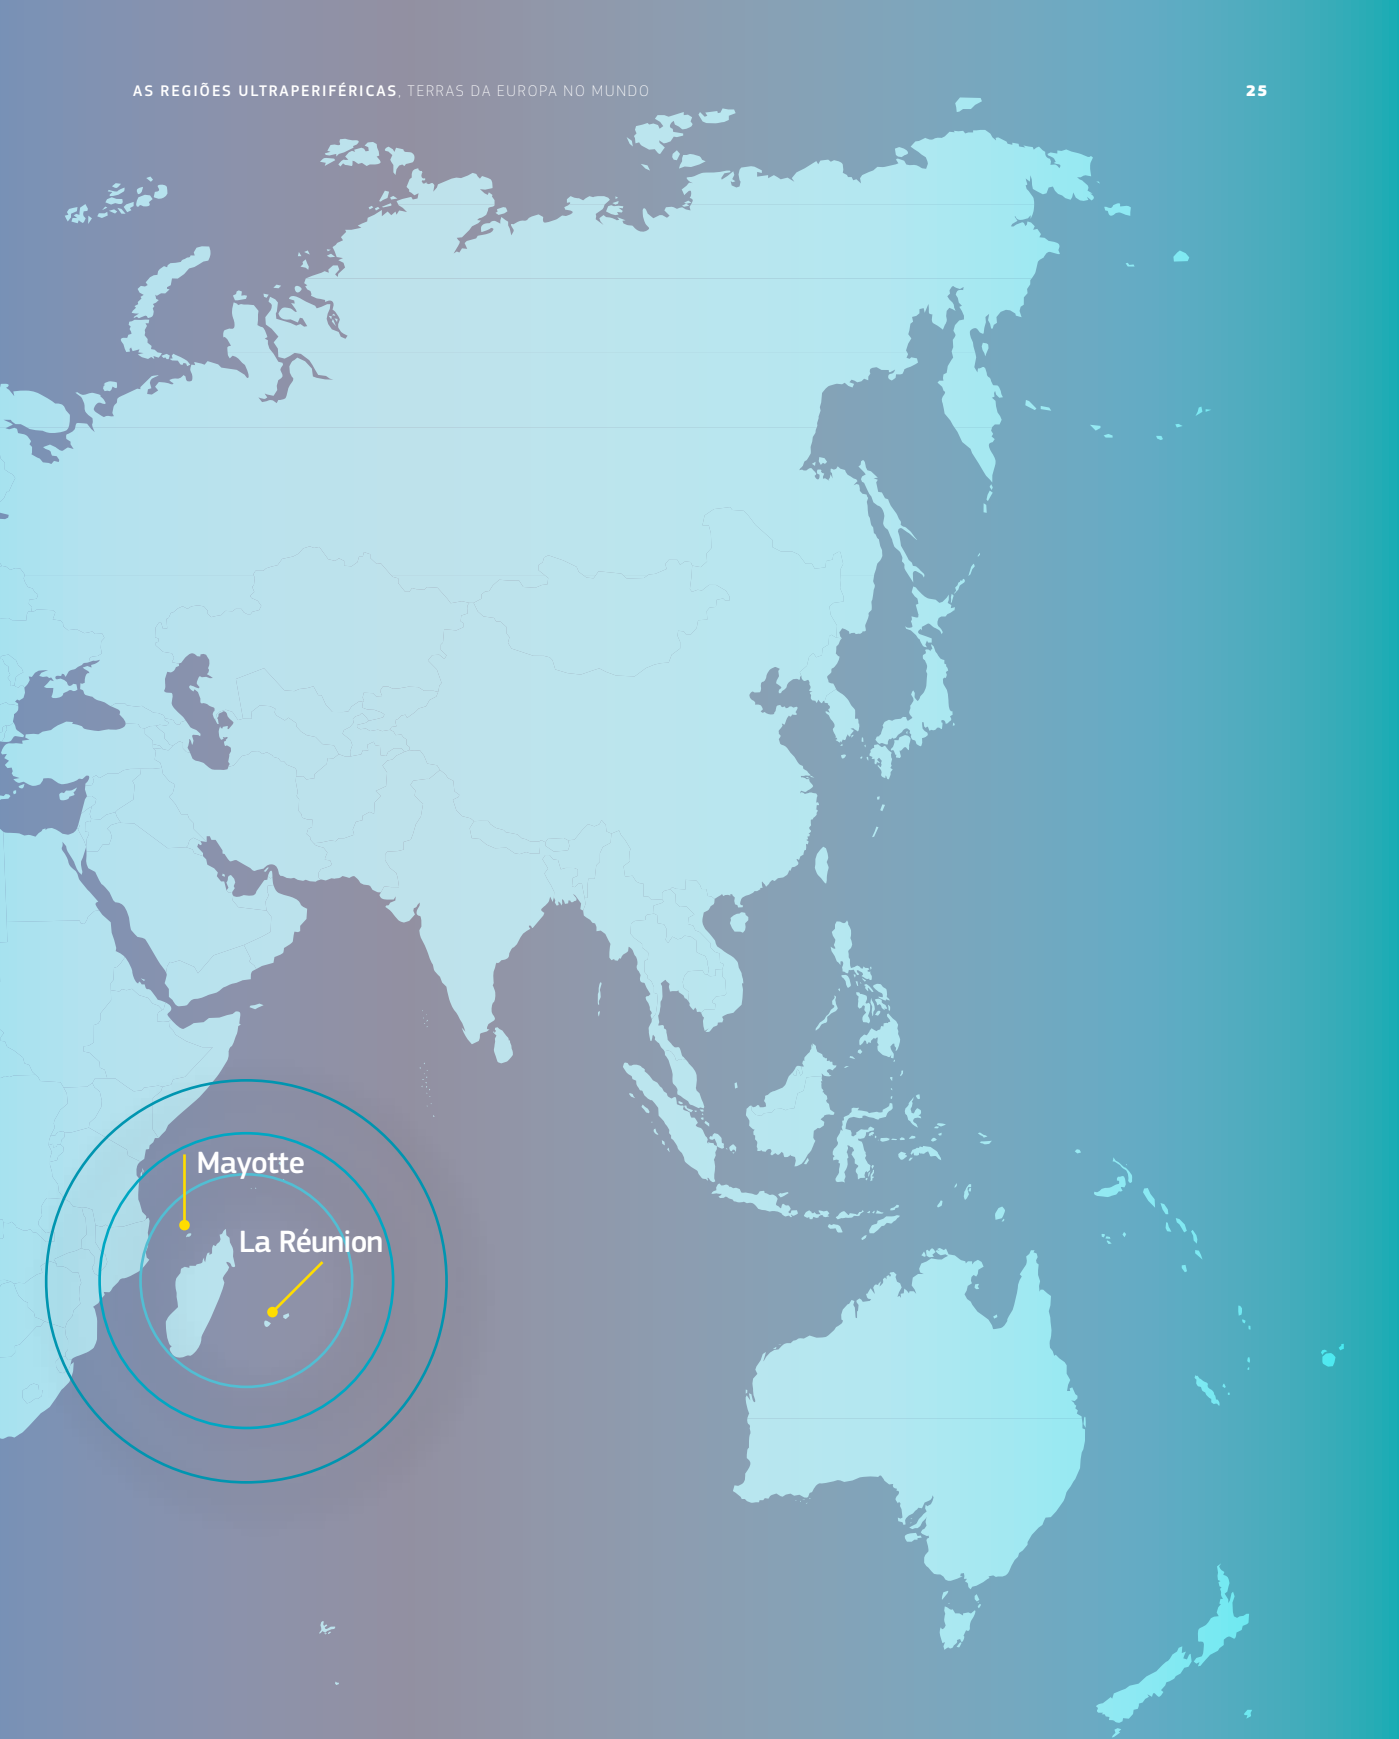 AS REGIÕES ULTRAPERIFÉRICAS, TERRAS DA EUROPA NO MUNDO
25
Mayotte
La Réunion